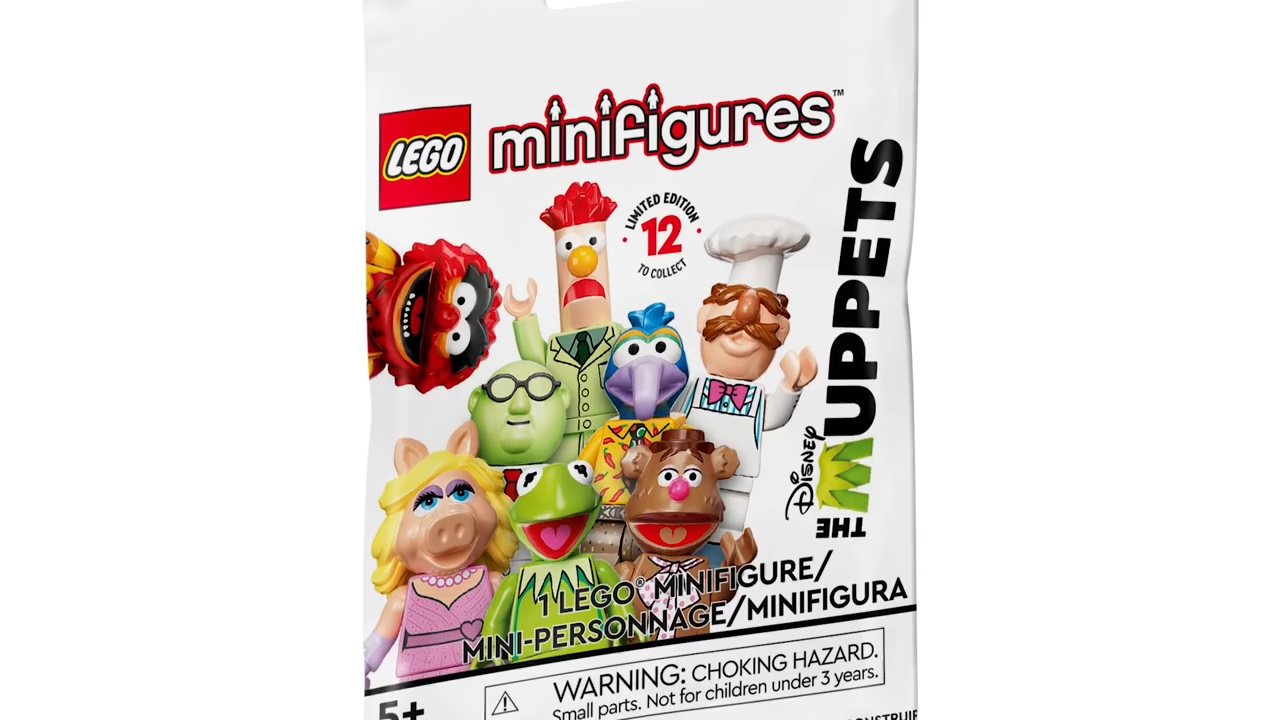 LEGO
minifigures™
LIMITED EDITION
12
TO COLLECT
THE MUPPETS
DISNEY
1 LEGO® MINIFIGURE/
MINI-PERSONNAGE/MINIFIGURA
WARNING: CHOKING HAZARD.
Small parts. Not for children under 3 years.
5+